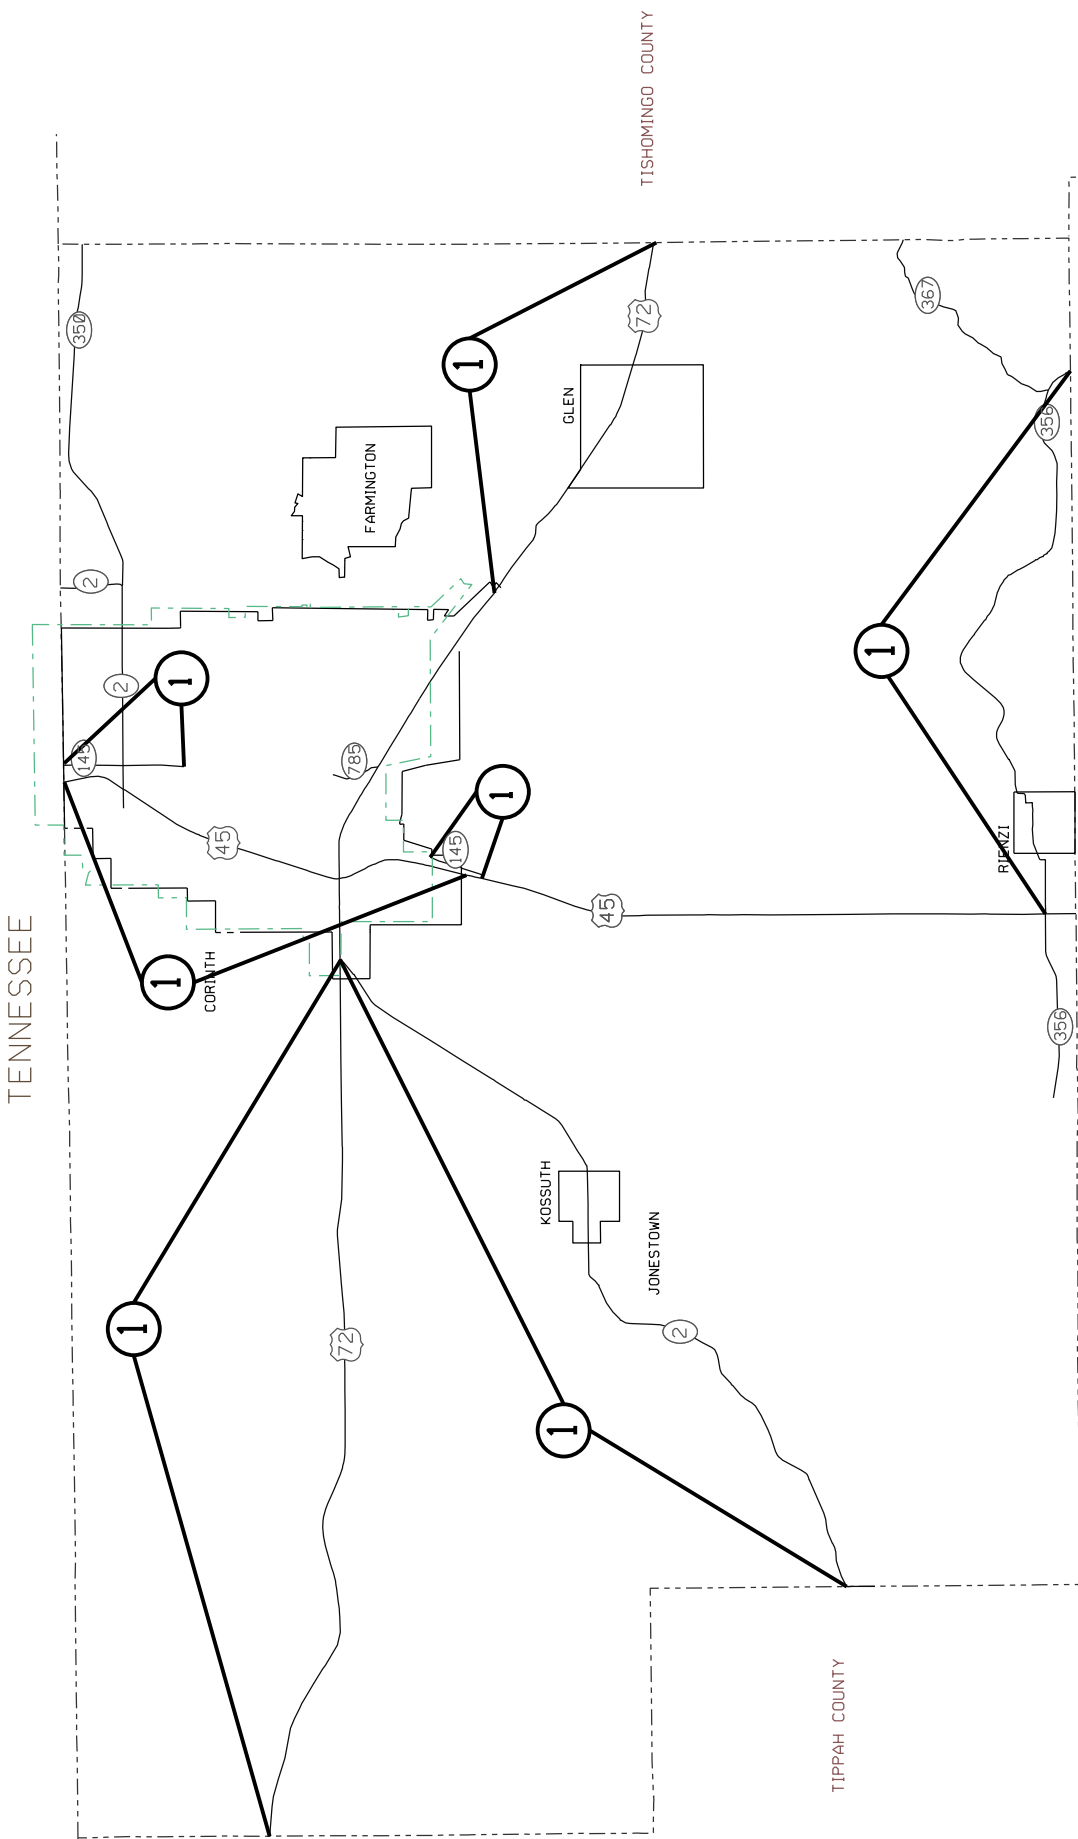 TENNESSEE
TISHOMINGO COUNTY
TIPPAH COUNTY
CORINTH
FARMINGTON
GLEN
KOSSUTH
JONESTOWN
RIENZI
350
2
2
145
45
785
145
45
72
72
367
356
356
2
1
1
1
1
1
1
1